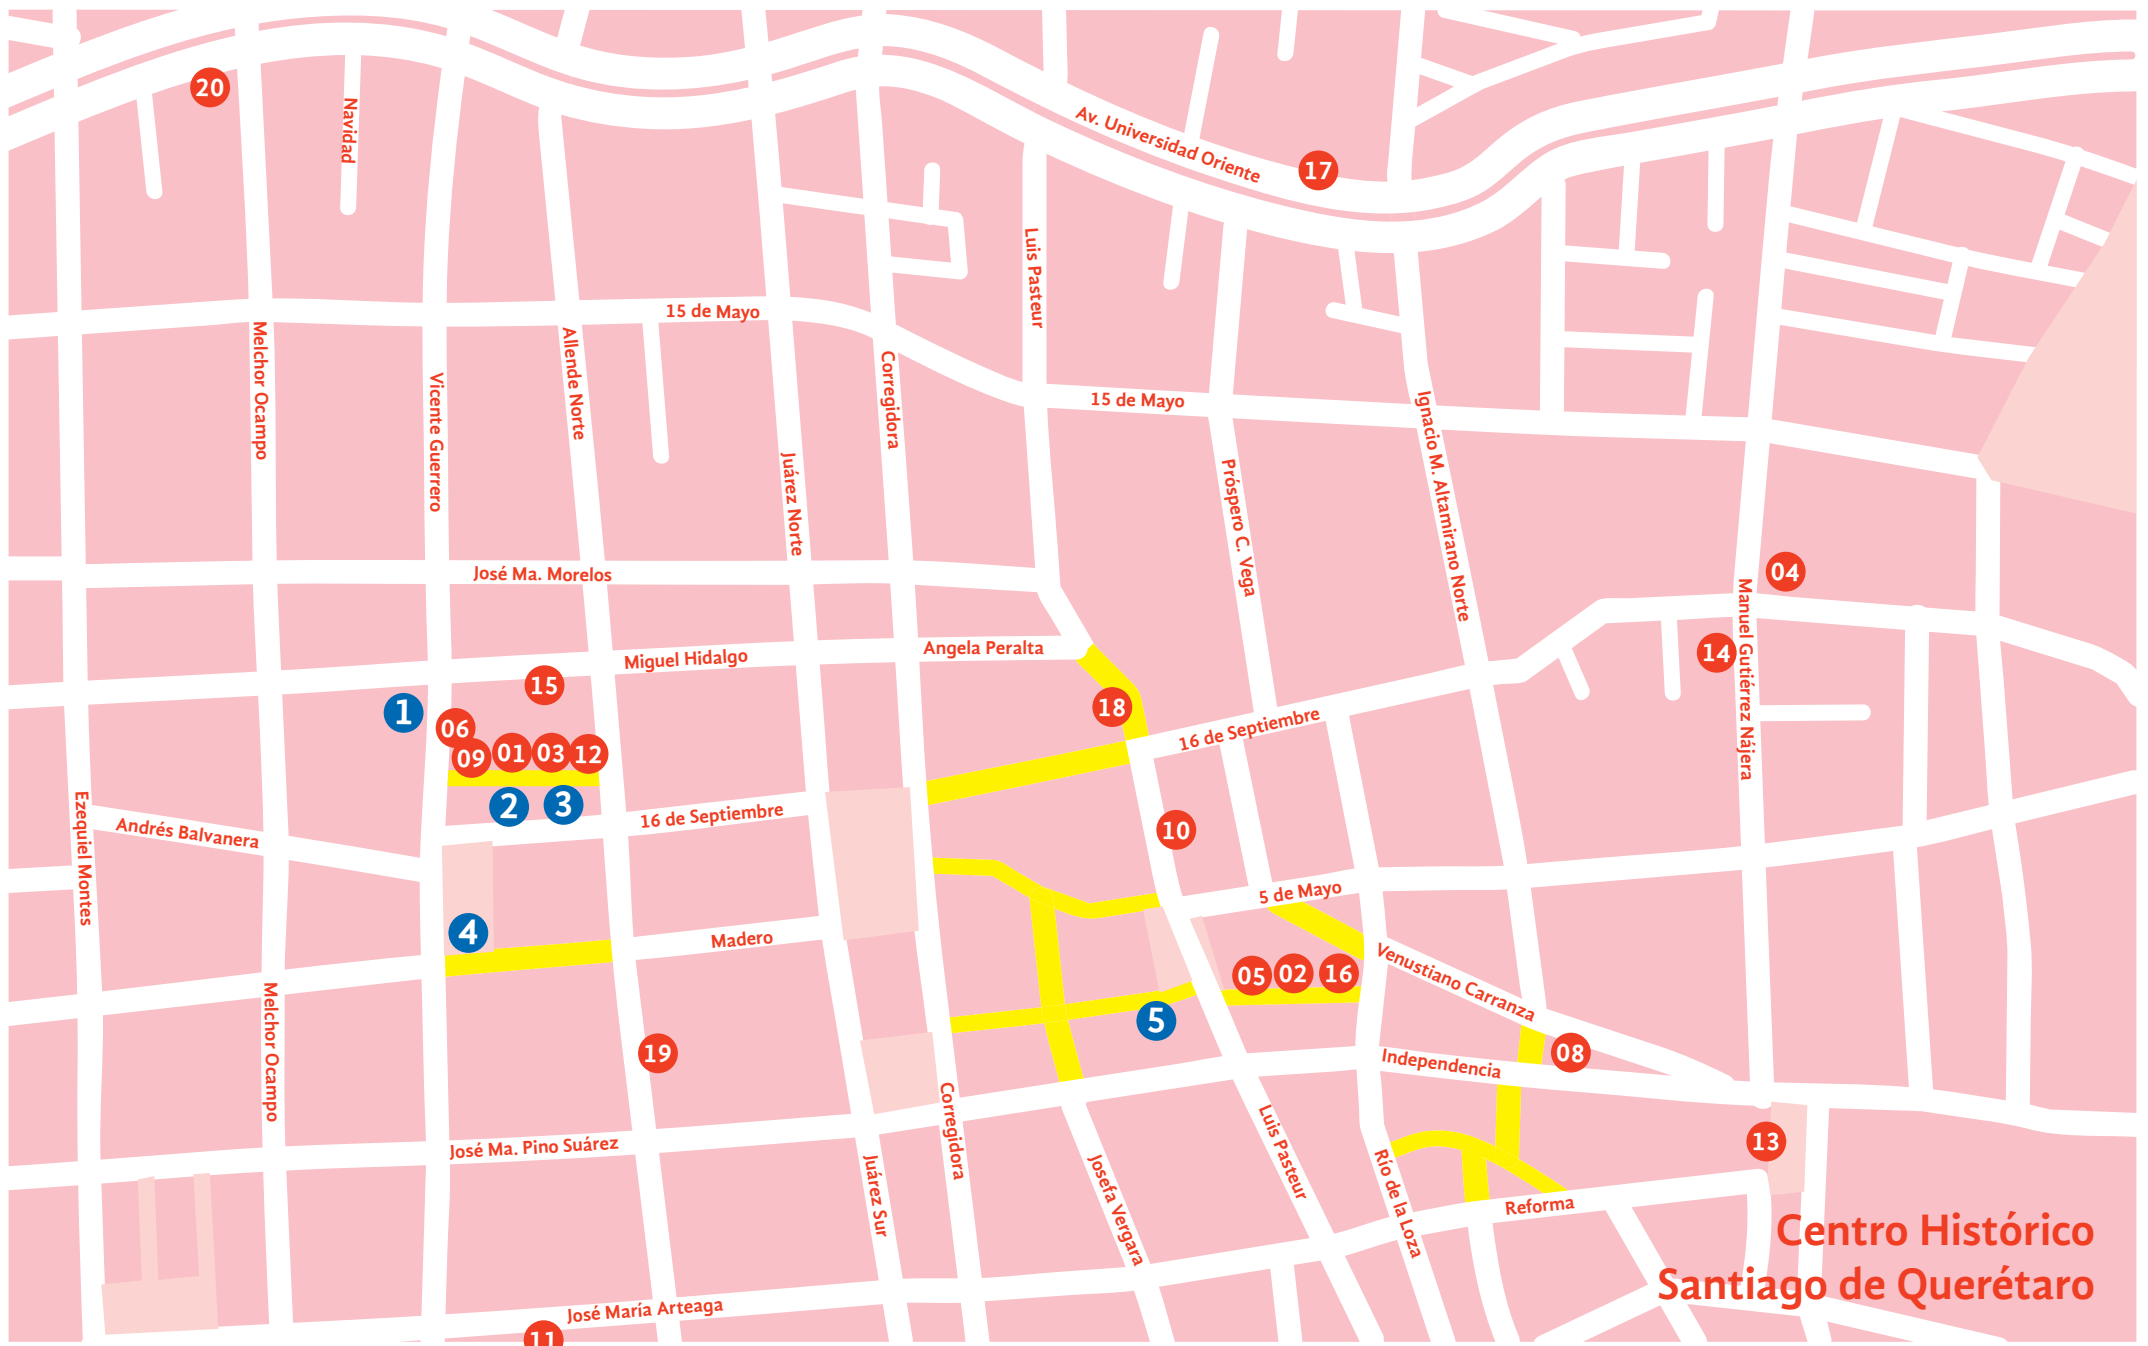 20
Navidad
Av. Universidad Oriente
17
Luis Pasteur
15 de Mayo
Melchor Ocampo
Allende Norte
Vicente Guerrero
Corregidora
15 de Mayo
Ignacio M. Altamirano Norte
Juárez Norte
Próspero C. Vega
José Ma. Morelos
04
Manuel Gutiérrez Nájera
14
Miguel Hidalgo
Angela Peralta
15
1
18
06
09
01
03
12
16 de Septiembre
2
3
16 de Septiembre
Ezequiel Montes
Andrés Balvanera
10
5 de Mayo
4
Madero
Venustiano Carranza
05
02
16
5
Melchor Ocampo
19
08
Independencia
Corregidora
Luis Pasteur
José Ma. Pino Suárez
13
Juárez Sur
Josefa Vergara
Río de la Loza
Reforma
Centro Histórico
Santiago de Querétaro
José María Arteaga
11